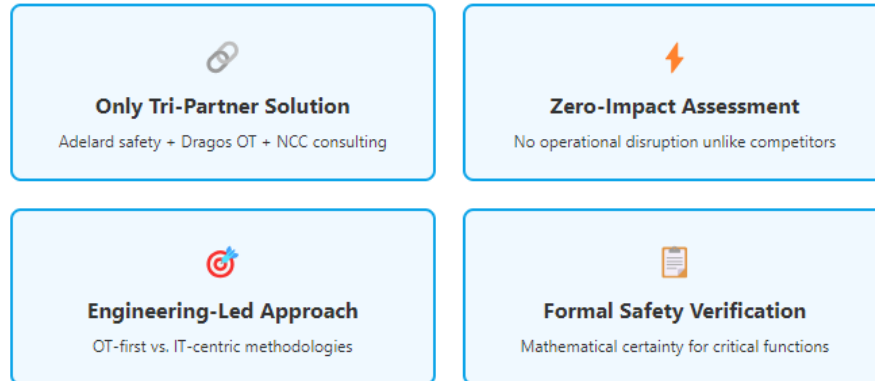 Only Tri-Partner Solution
Adelard safety + Dragos OT + NCC consulting
Zero-Impact Assessment
No operational disruption unlike competitors
Engineering-Led Approach
OT-first vs. IT-centric methodologies
Formal Safety Verification
Mathematical certainty for critical functions